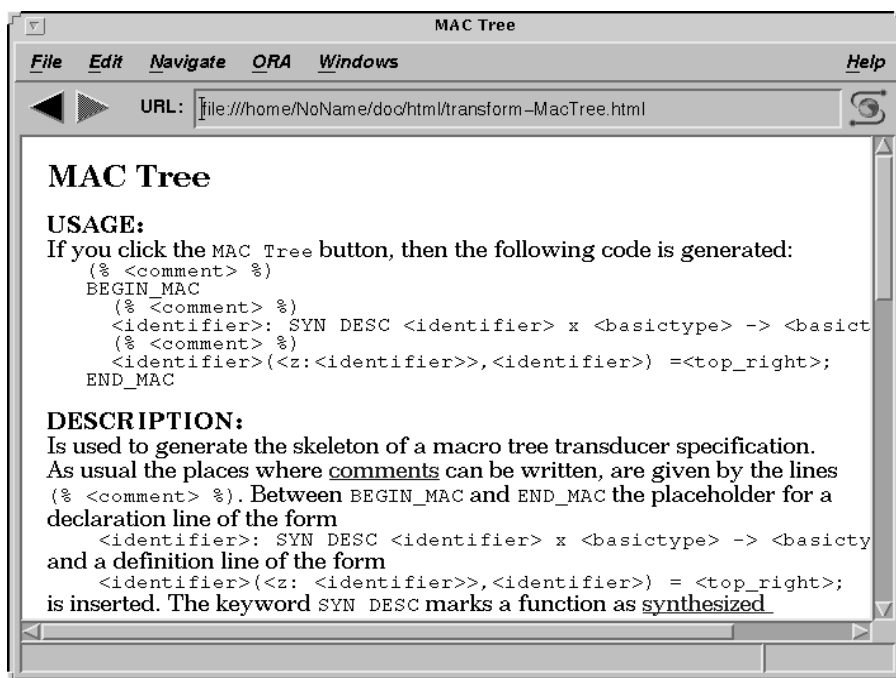 MAC Tree
File Edit Navigate ORA Windows Help
URL: file:///home/NoName/doc/html/transform-MacTree.html
MAC Tree
USAGE:
If you click the MAC Tree button, then the following code is generated:
(% <comment> %)
BEGIN_MAC
(% <comment> %)
<identifier>: SYN DESC <identifier> x <basictype> -> <basict
(% <comment> %)
<identifier>(<z:<identifier>>,<identifier>) =<top_right>;
END_MAC
DESCRIPTION:
Is used to generate the skeleton of a macro tree transducer specification.
As usual the places where comments can be written, are given by the lines
(% <comment> %). Between BEGIN_MAC and END_MAC the placeholder for a
declaration line of the form
<identifier>: SYN DESC <identifier> x <basictype> -> <basicty
and a definition line of the form
<identifier>(<z: <identifier>>,<identifier>) = <top_right>;
is inserted. The keyword SYN DESC marks a function as synthesized